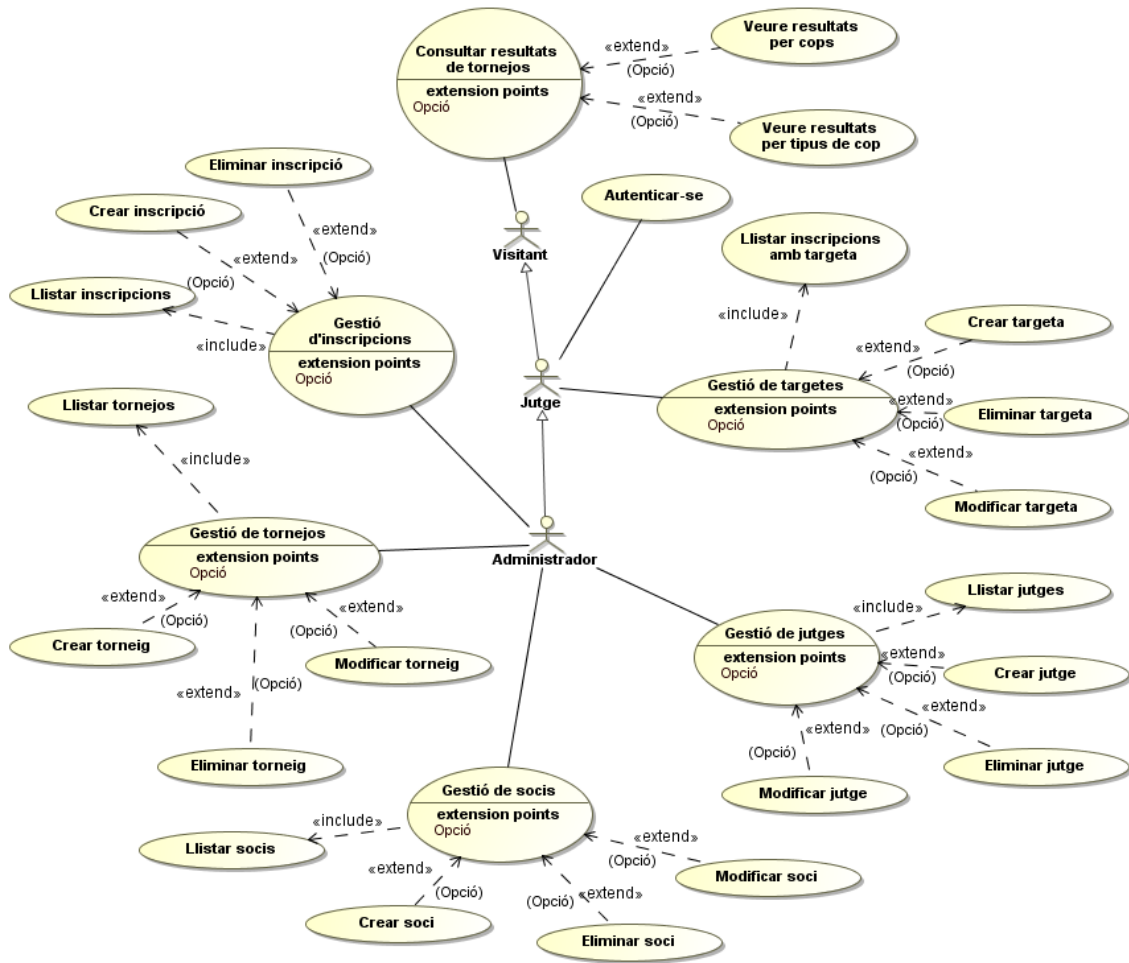 Consultar resultats
de tornejos
extension points
Opció
«extend»
(Opció)
Veure resultats
per cops
«extend»
(Opció)
Veure resultats
per tipus de cop
Eliminar inscripció
Crear inscripció
«extend»
(Opció)
«extend»
(Opció)
Llistar inscripcions
«include»
Gestió
d'inscripcions
extension points
Opció
Visitant
Autenticar-se
Llistar inscripcions
amb targeta
«include»
Jutge
Gestió de targetes
extension points
Opció
Crear targeta
«extend»
(Opció)
«extend»
(Opció)
Eliminar targeta
«extend»
(Opció)
Modificar targeta
Llistar tornejos
«include»
Gestió de tornejos
extension points
Opció
Administrador
«extend»
(Opció)
Crear torneig
«extend»
(Opció)
Modificar torneig
«extend»
(Opció)
Eliminar torneig
Gestió de jutges
extension points
Opció
«include»
Llistar jutges
«extend»
(Opció)
Crear jutge
«extend»
(Opció)
Eliminar jutge
«extend»
(Opció)
Modificar jutge
Gestió de socis
extension points
Opció
«include»
Llistar socis
«extend»
(Opció)
Crear soci
«extend»
(Opció)
Eliminar soci
«extend»
(Opció)
Modificar soci